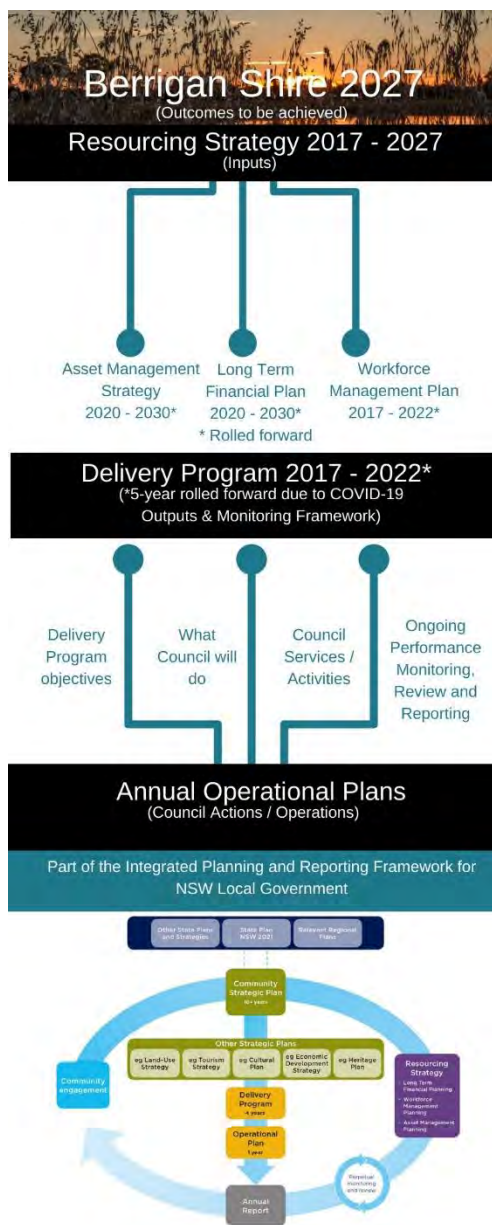 Berrigan Shire 2027
(Outcomes to be achieved)
Resourcing Strategy 2017 - 2027
(Inputs)
Asset Management
Strategy
2020 - 2030*
Long Term
Financial Plan
2020 - 2030*
* Rolled forward
Workforce
Management Plan
2017 - 2022*
Delivery Program 2017 - 2022*
(*5-year rolled forward due to COVID-19
Outputs & Monitoring Framework)
Delivery
Program
objectives
What
Council will
do
Council
Services /
Activities
Ongoing
Performance
Monitoring,
Review and
Reporting
Annual Operational Plans
(Council Actions / Operations)
Part of the Integrated Planning and Reporting Framework for
NSW Local Government
Other State Plans
and Strategies
State Plan
NSW 2021
Relevant Regional
Plans
Community
Strategic Plan
10+ years
Other Strategic Plans
eg Land-Use
Strategy
eg Tourism
Strategy
eg Cultural
Plan
eg Economic
Development
Strategy
eg Heritage
Plan
Community
engagement
Resourcing
Strategy
Long Term
Financial Planning
Workforce
Management
Planning
Asset Management
Planning
Delivery
Program
4 years
Operational
Plan
1 year
Perpetual
monitoring
and review
Annual
Report